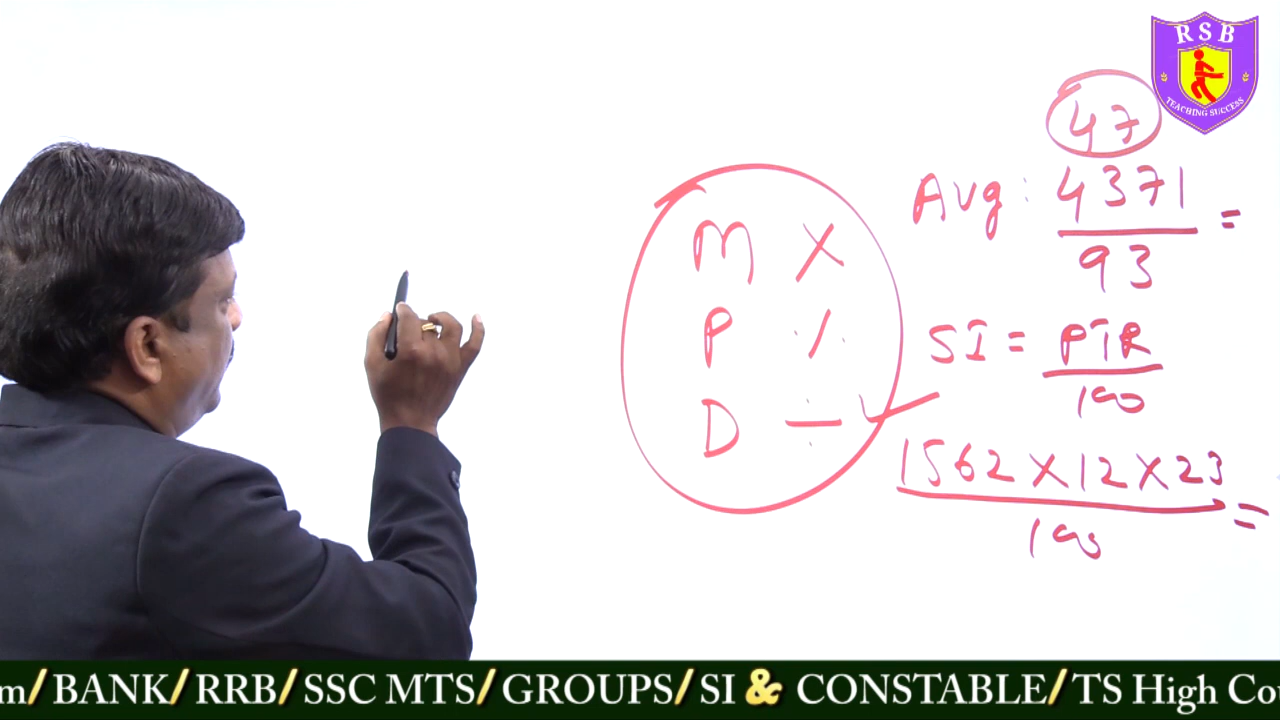 RSB
TEACHING SUCCESS
47
Avg: 4371 =
93
M X
P %
D ÷
SI = PTR
100
1562 X 12 X 23 =
100
m/BANK/RRB/SSC MTS/GROUPS/SI & CONSTABLE/TS High Cou